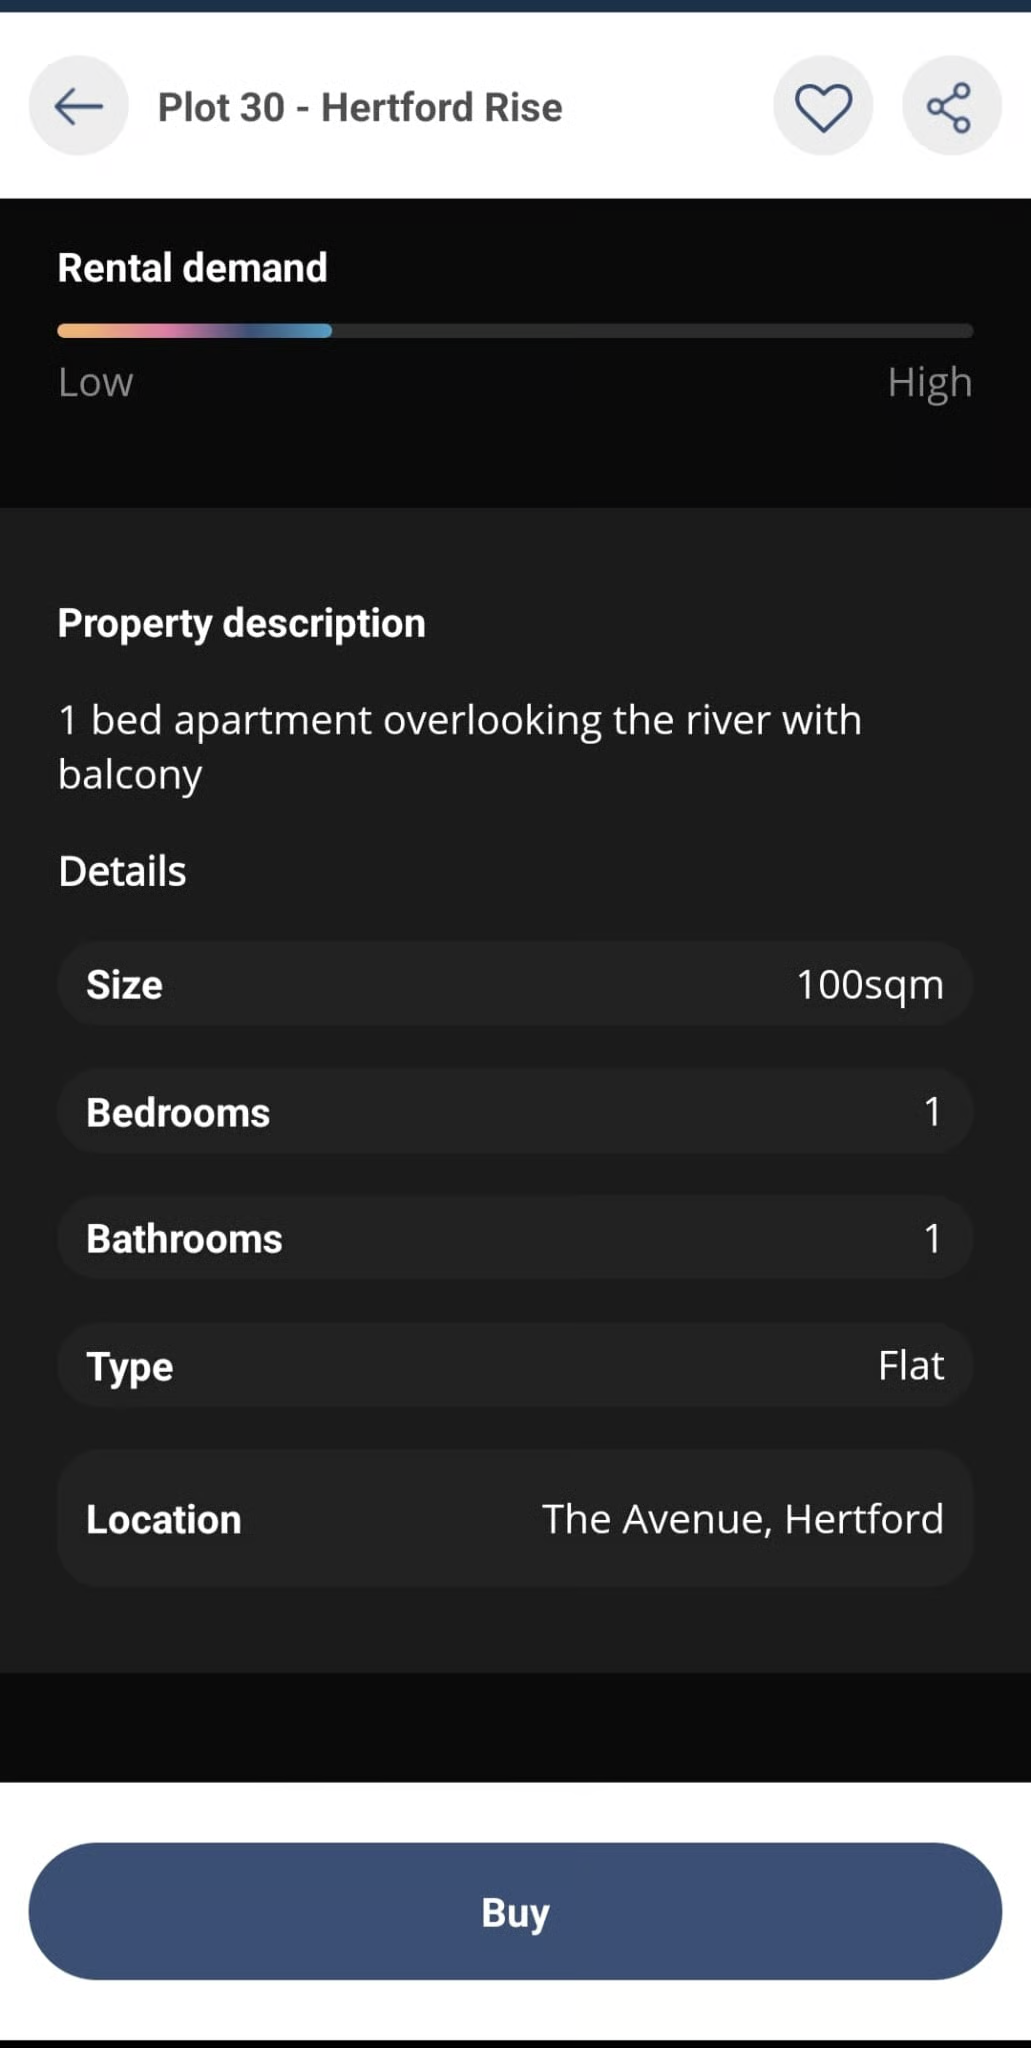 Plot 30 - Hertford Rise
Rental demand
Low High
Property description
1 bed apartment overlooking the river with
balcony
Details
Size 100sqm
Bedrooms 1
Bathrooms 1
Type Flat
Location The Avenue, Hertford
Buy